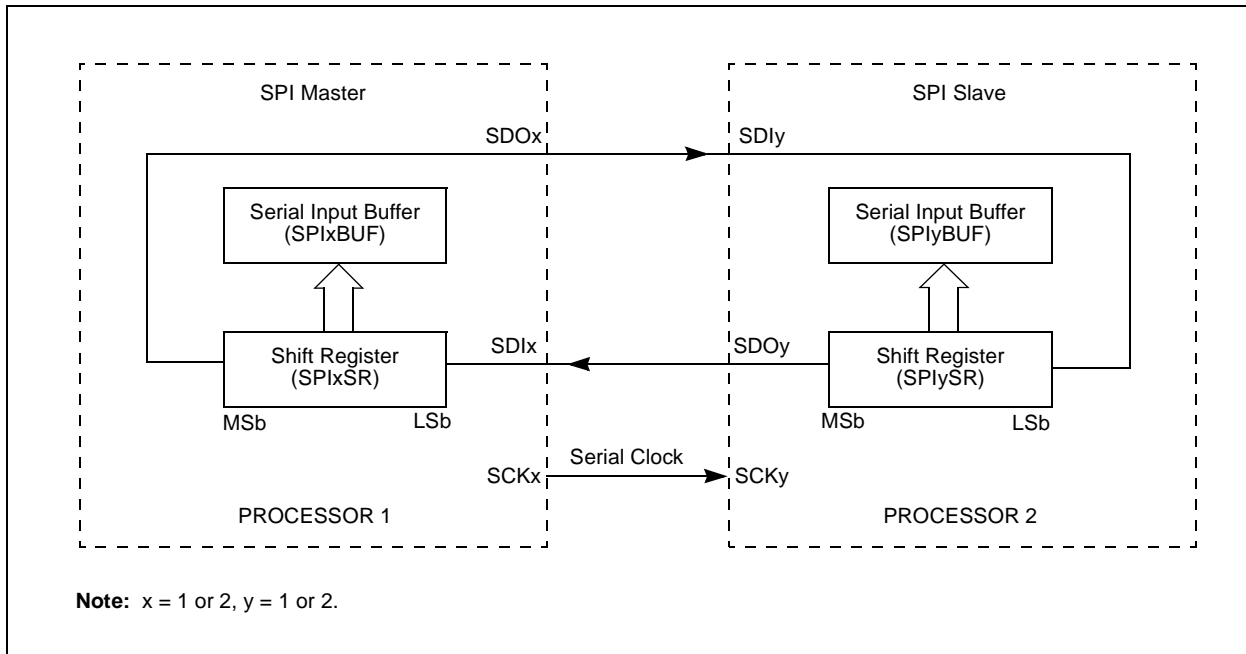 SPI Master
SPI Slave
SDOx
SDIy
Serial Input Buffer
(SPIxBUF)
Serial Input Buffer
(SPIyBUF)
Shift Register
(SPIxSR)
SDIx
SDOy
Shift Register
(SPIySR)
MSb
LSb
MSb
LSb
Serial Clock
SCKx
SCKy
PROCESSOR 1
PROCESSOR 2
Note: x = 1 or 2, y = 1 or 2.